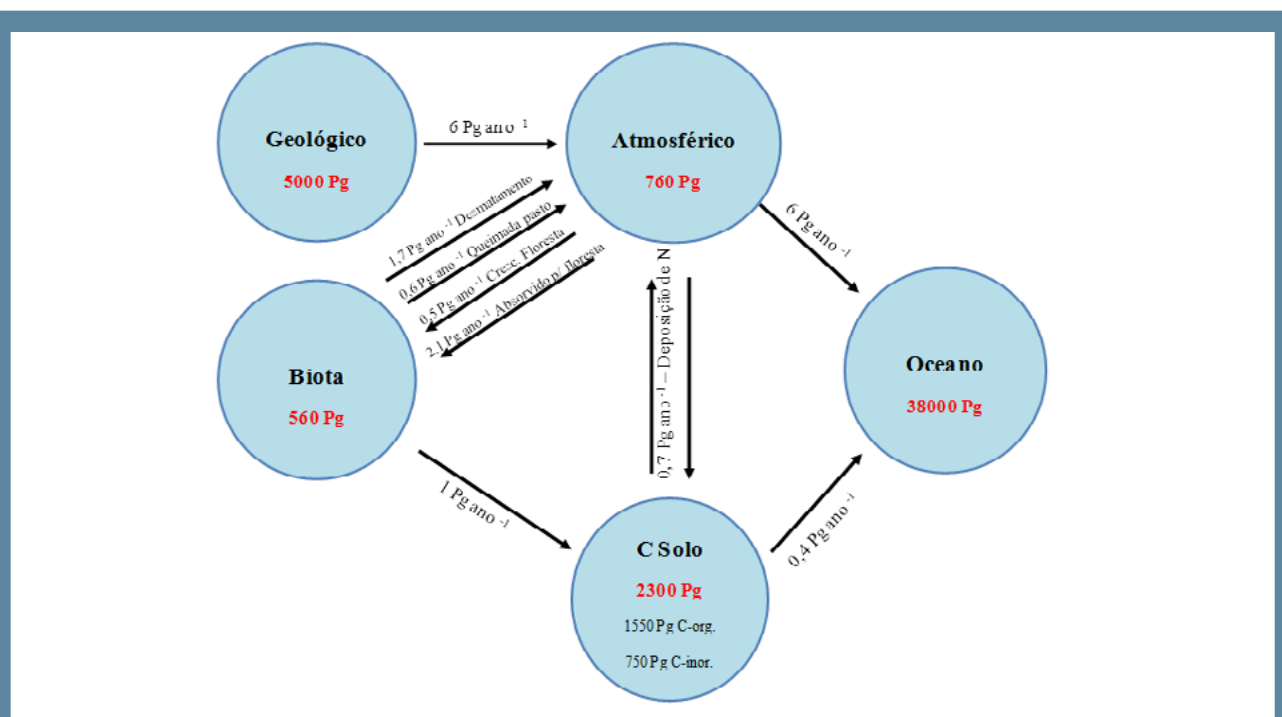 Geológico
5000 Pg
6 Pg ano ⁻¹
Atmosférico
760 Pg
1,7 Pg ano ⁻¹ Desmatamento
0,6 Pg ano ⁻¹ Queimada pasto
0,5 Pg ano ⁻¹ Cresc. Floresta
2,1 Pg ano ⁻¹ Absorvido p/ floresta
6 Pg ano ⁻¹
Biota
560 Pg
0,7 Pg ano ⁻¹ – Deposição de N
Oceano
38000 Pg
1 Pg ano ⁻¹
0,4 Pg ano ⁻¹
C Solo
2300 Pg
1550 Pg C-org.
750 Pg C-inor.